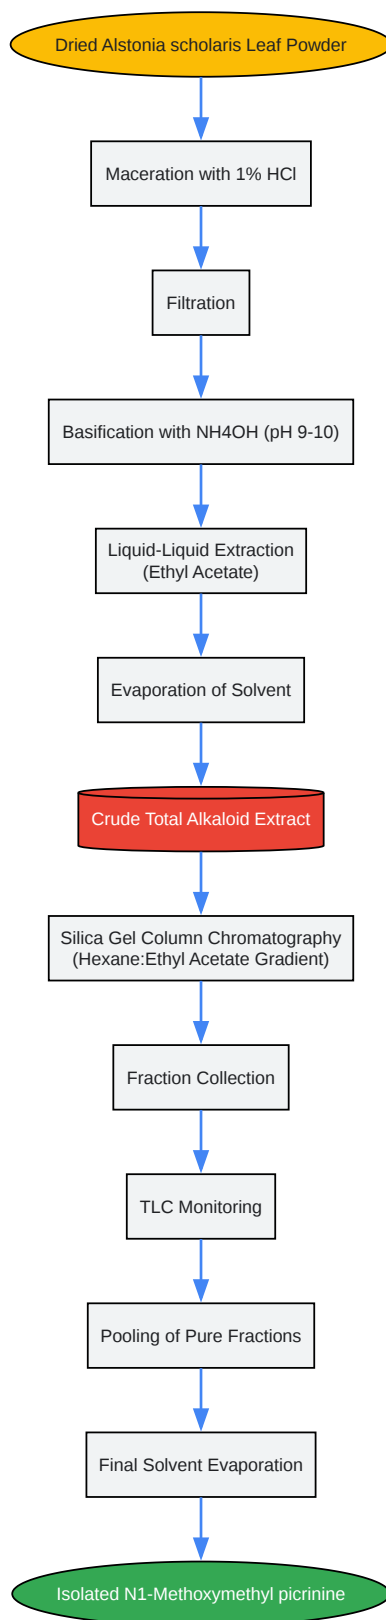 Dried Alstonia scholaris Leaf Powder
Maceration with 1% HCl
Filtration
Basification with NH4OH (pH 9-10)
Liquid-Liquid Extraction
(Ethyl Acetate)
Evaporation of Solvent
Crude Total Alkaloid Extract
Silica Gel Column Chromatography
(Hexane:Ethyl Acetate Gradient)
Fraction Collection
TLC Monitoring
Pooling of Pure Fractions
Final Solvent Evaporation
Isolated N1-Methoxymethyl picrinine